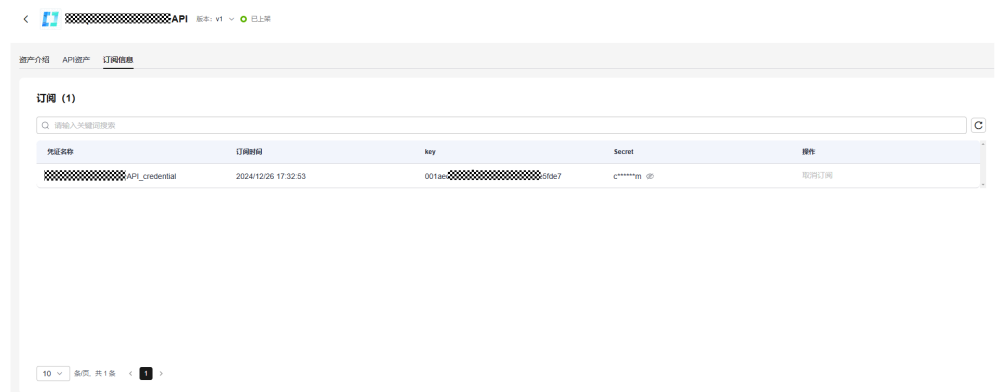 API 版本: v1 已上架
资产介绍 API资产 订阅信息
订阅（1）
请输入关键词搜索
凭证名称 订阅时间 key Secret 操作
API_credential 2024/12/26 17:32:53 001aec 5fde7 c******m 取消订阅
10 条/页, 共 1 条 1